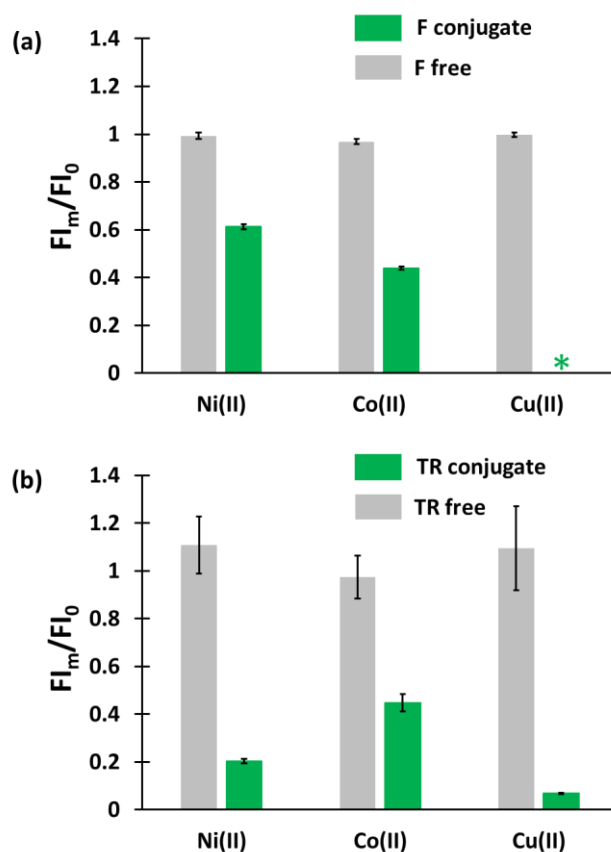 (a)
F conjugate
F free
FIm/FI0
1.4
1.2
1
0.8
0.6
0.4
0.2
0
*
Ni(II) Co(II) Cu(II)
(b)
TR conjugate
TR free
FIm/FI0
1.4
1.2
1
0.8
0.6
0.4
0.2
0
Ni(II) Co(II) Cu(II)